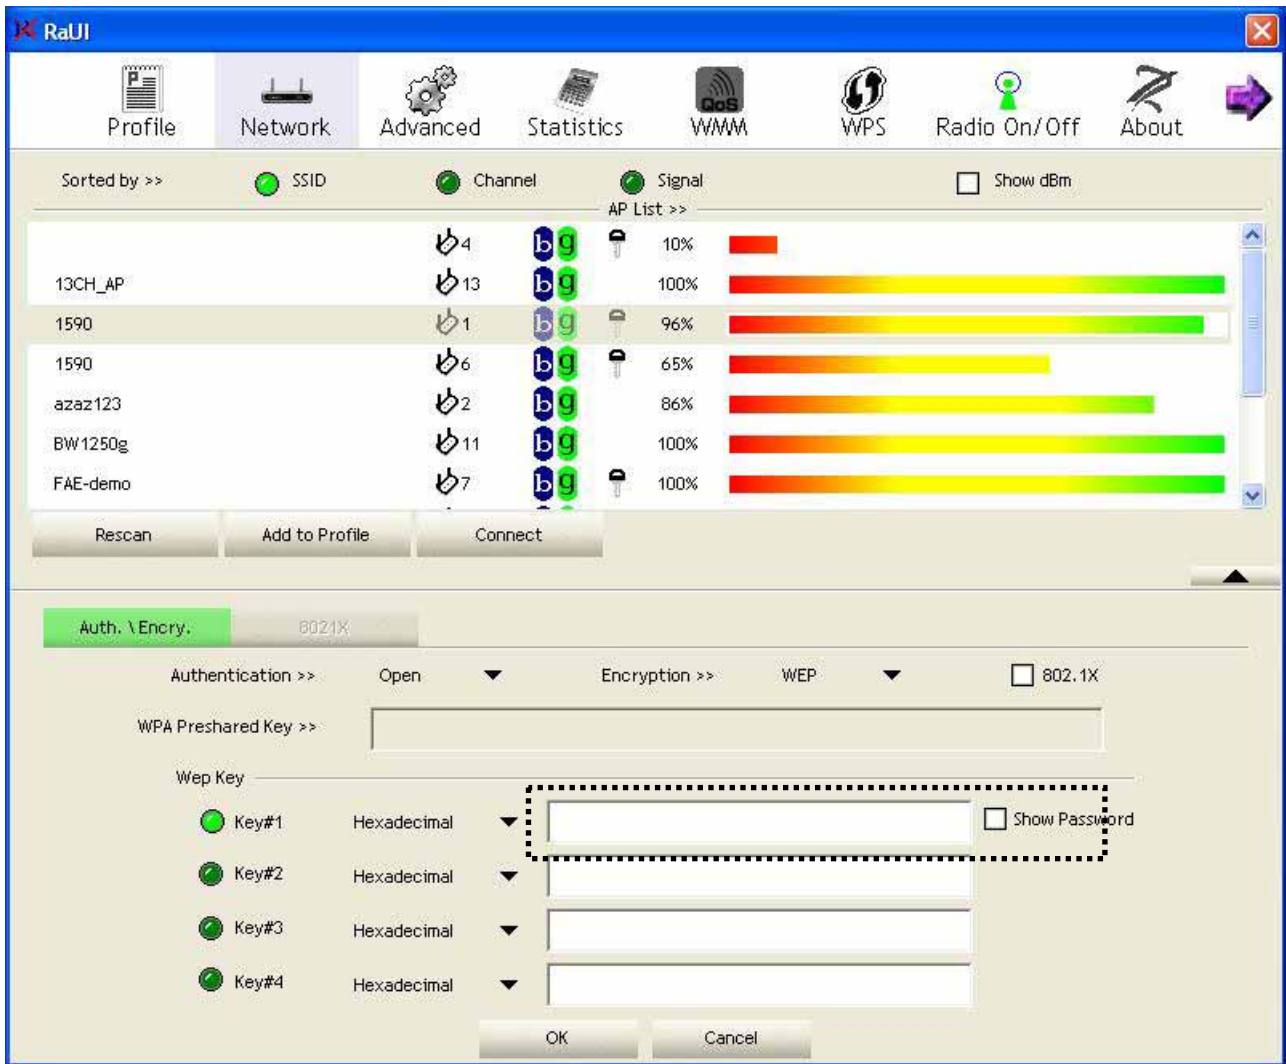 RaUI
Profile Network Advanced Statistics WMM WPS Radio On/Off About
QoS
Sorted by >> SSID Channel Signal Show dBm
AP List >>
4 b g 10%
13CH_AP 13 b g 100%
1590 1 b g 96%
1590 6 b g 65%
azaz123 2 b g 86%
BW1250g 11 b g 100%
FAE-demo 7 b g 100%
Rescan Add to Profile Connect
Auth. \ Encry. 8021X
Authentication >> Open Encryption >> WEP 802.1X
WPA Preshared Key >>
Wep Key
Key#1 Hexadecimal Show Password
Key#2 Hexadecimal
Key#3 Hexadecimal
Key#4 Hexadecimal
OK Cancel